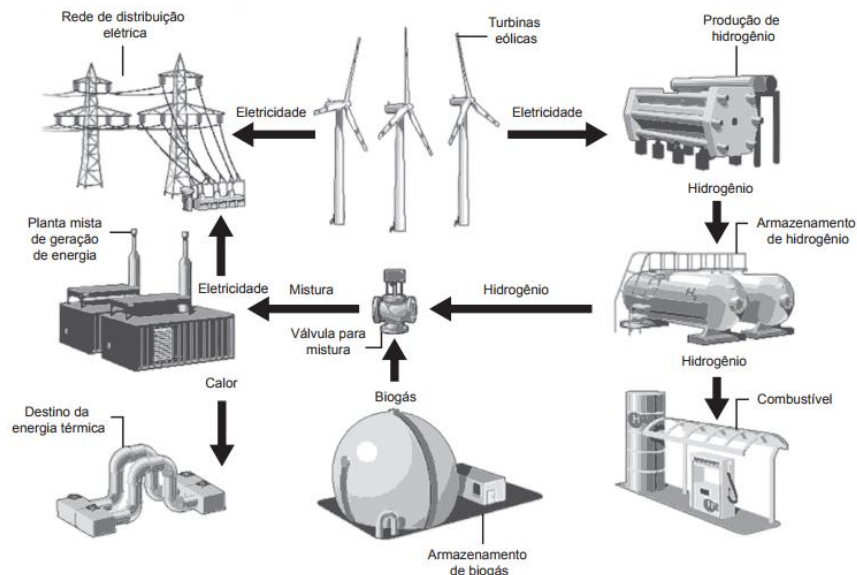 Rede de distribuição
elétrica
Turbinas
eólicas
Produção de
hidrogênio
Eletricidade
Eletricidade
Hidrogênio
Planta mista
de geração
de energia
Armazenamento
de hidrogênio
Eletricidade
Mistura
Hidrogênio
Válvula para
mistura
Hidrogênio
Calor
Biogás
Combustível
Destino da
energia térmica
Armazenamento
de biogás